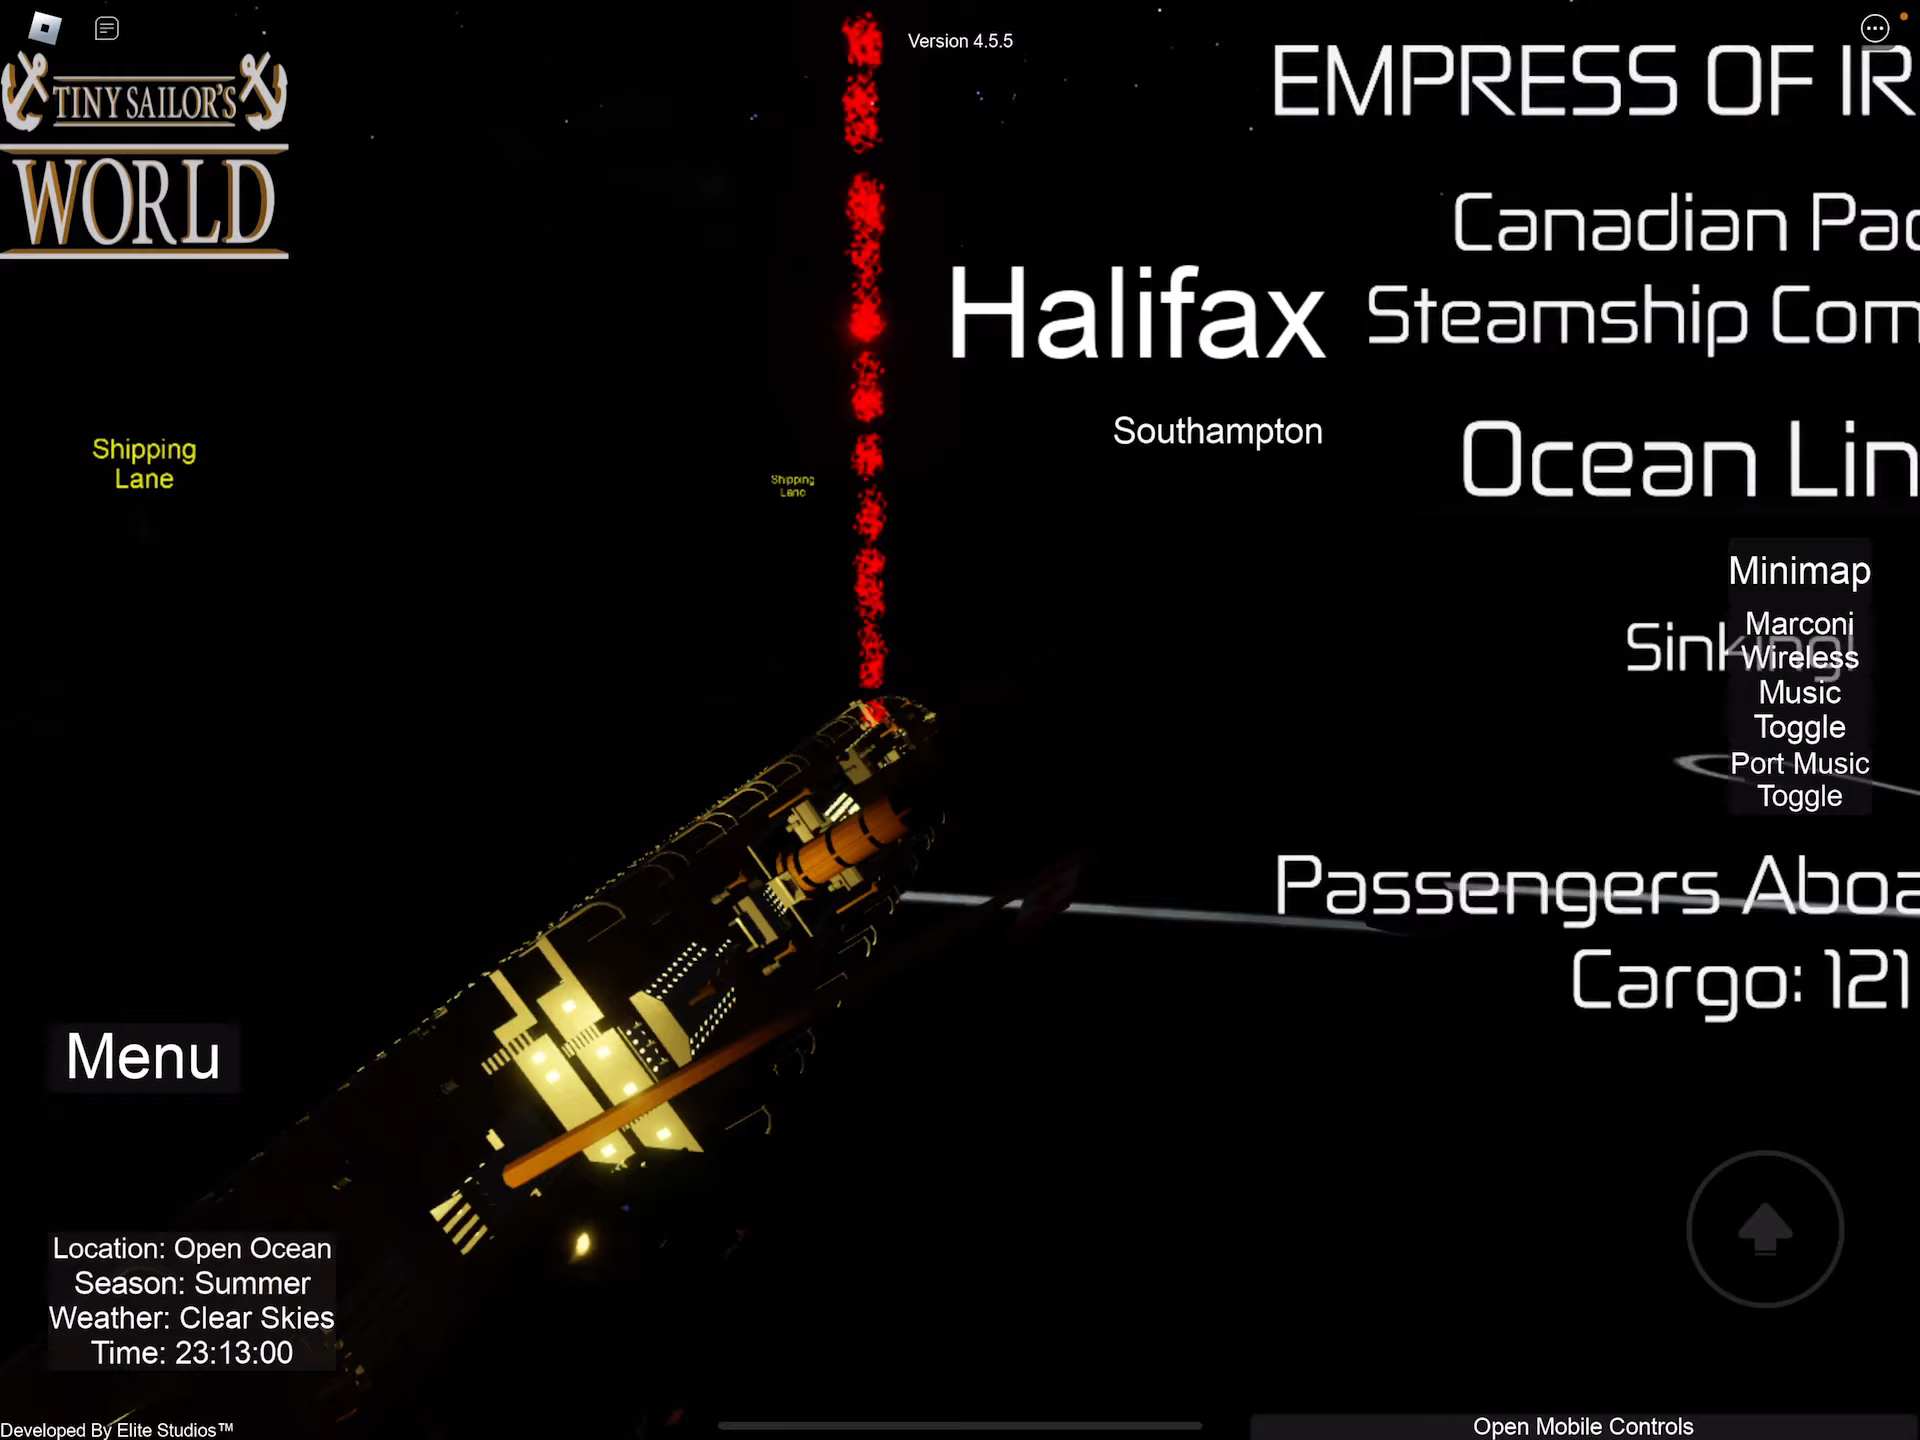 Version 4.5.5
TINY SAILOR'S
WORLD
EMPRESS OF IR
Canadian Pac
Steamship Com
Halifax
Southampton
Ocean Lin
Shipping
Lane
Shipping
Lane
Minimap
Sinking!
Marconi
Wireless
Music
Toggle
Port Music
Toggle
Passengers Aboa
Cargo: 121
Menu
Location: Open Ocean
Season: Summer
Weather: Clear Skies
Time: 23:13:00
Developed By Elite Studios™
Open Mobile Controls